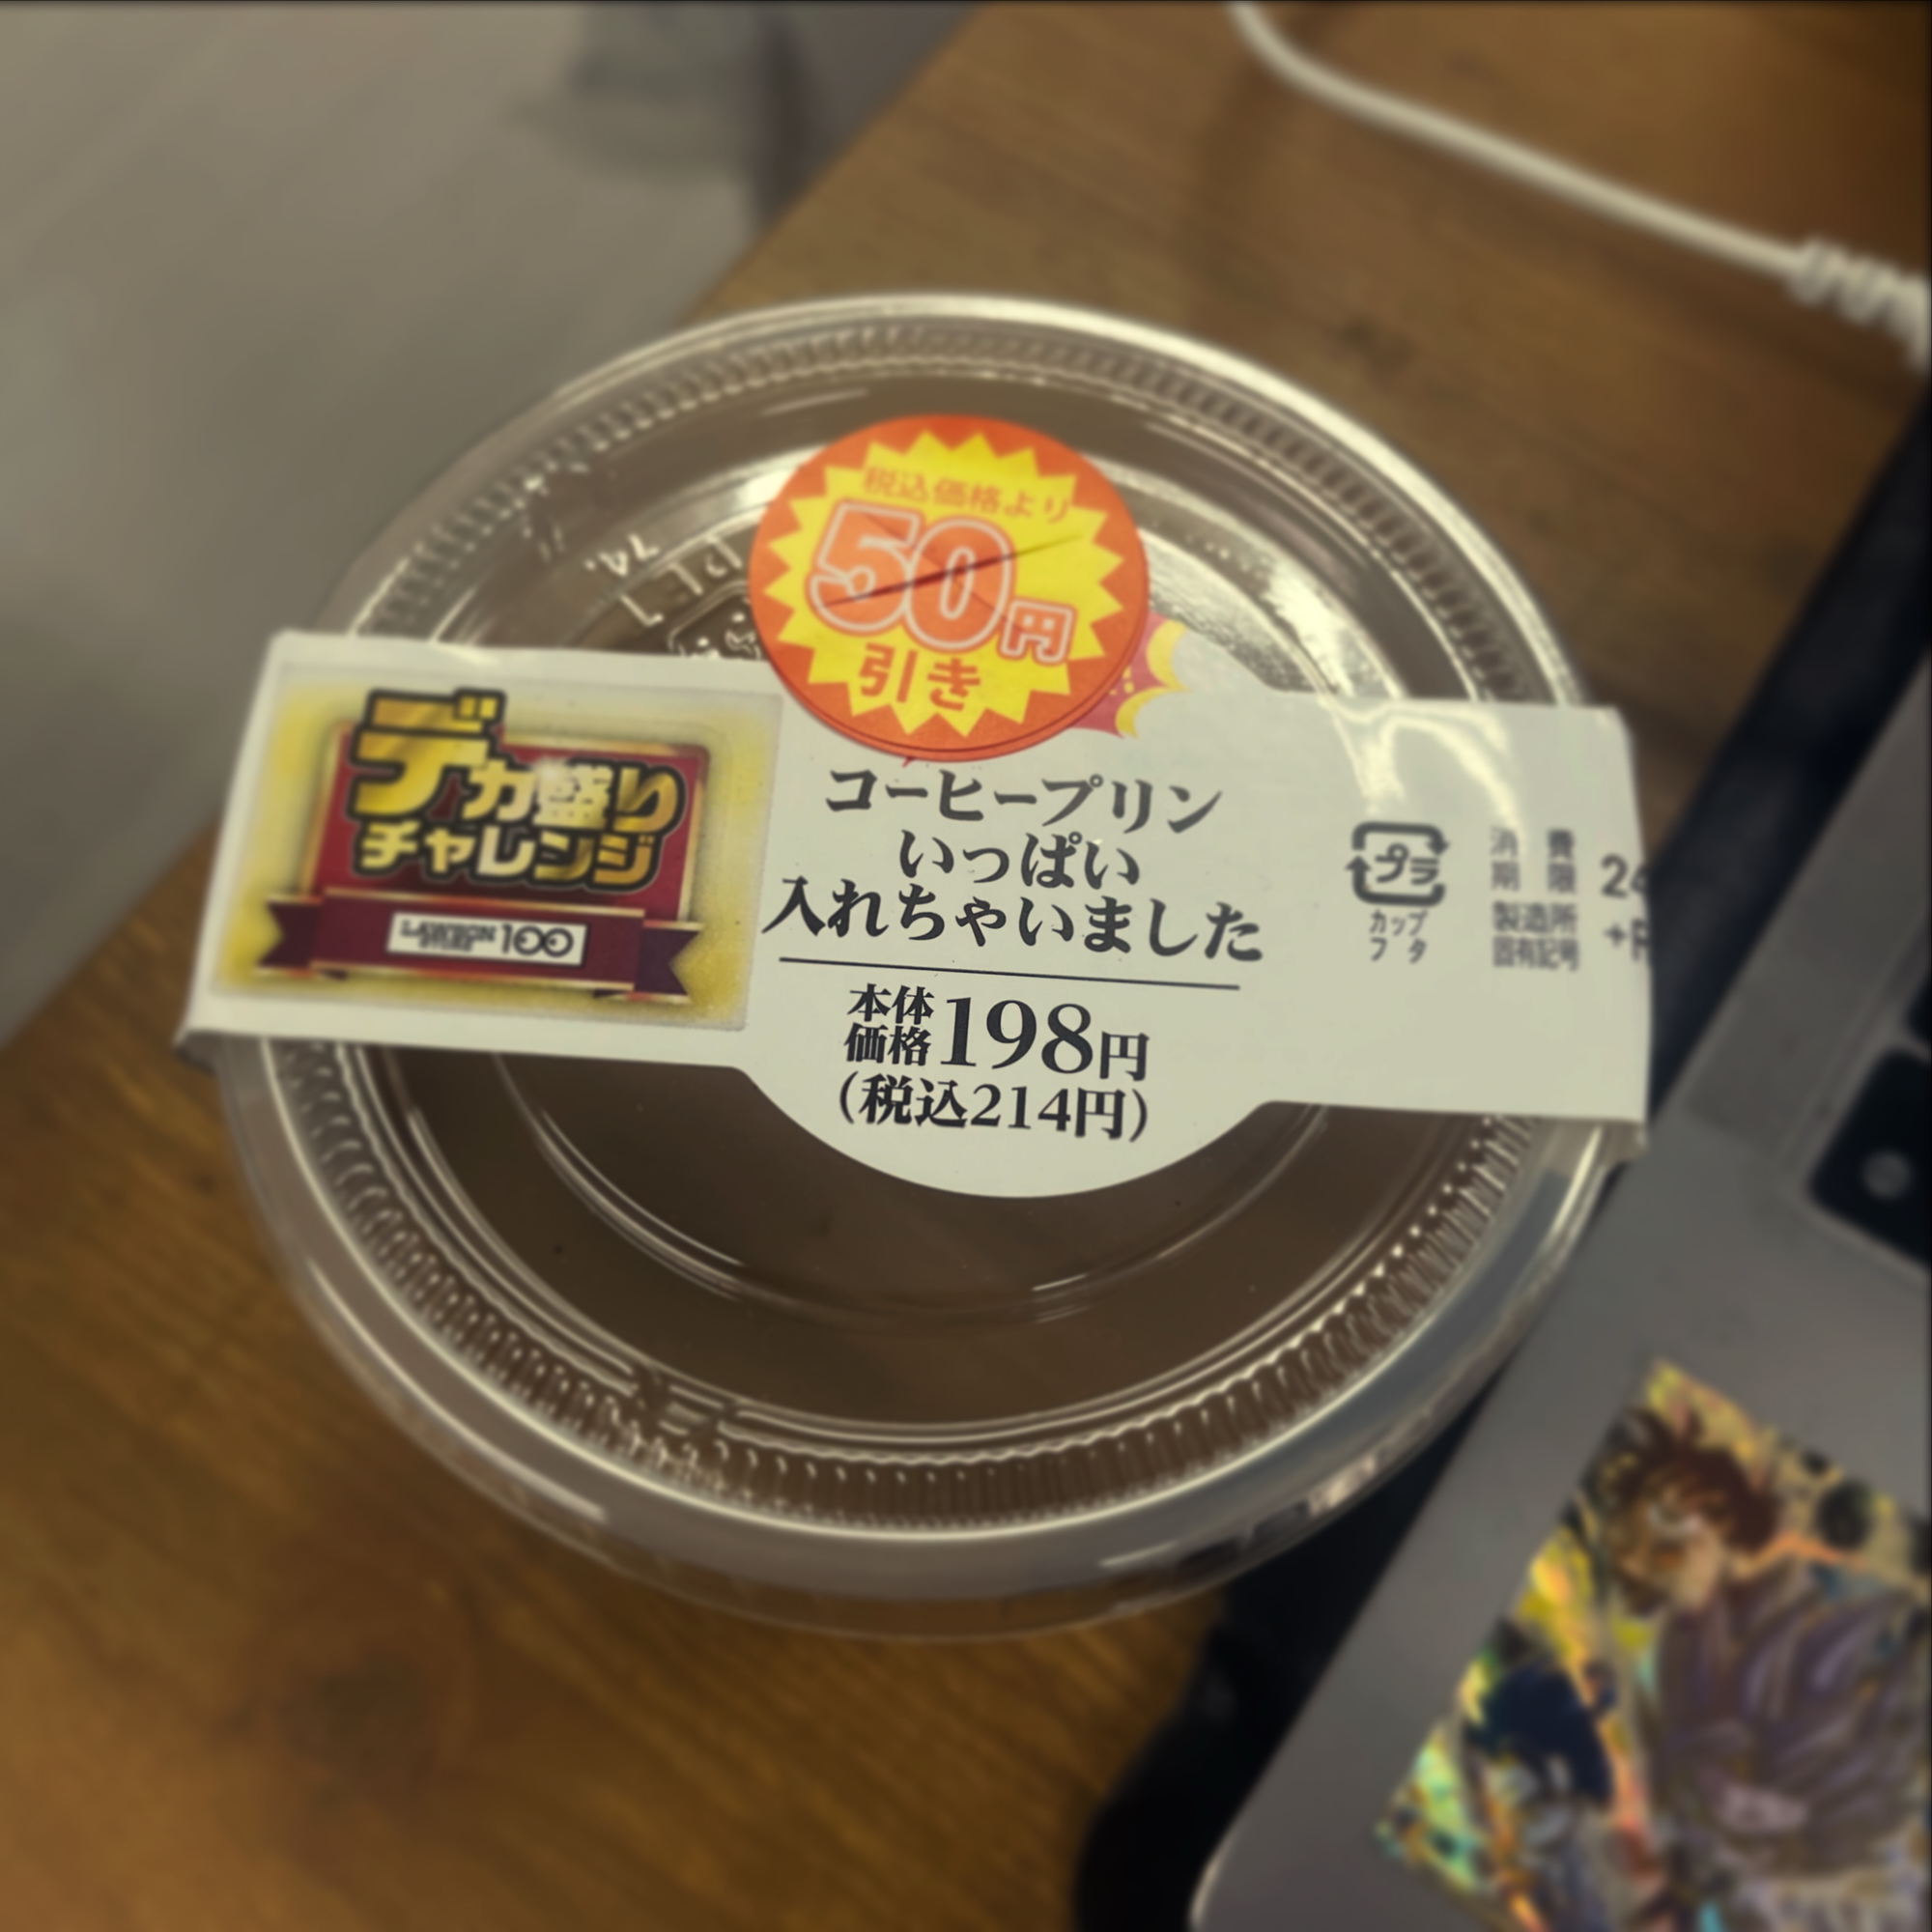 税込価格より
50円
引き
デカ盛り
チャレンジ
LAWSON
STORE 100
コーヒープリン
いっぱい
入れちゃいました
本体
価格198円
(税込214円)
プラ
カップ
フタ
消費
期限 24
製造所
固有記号 +